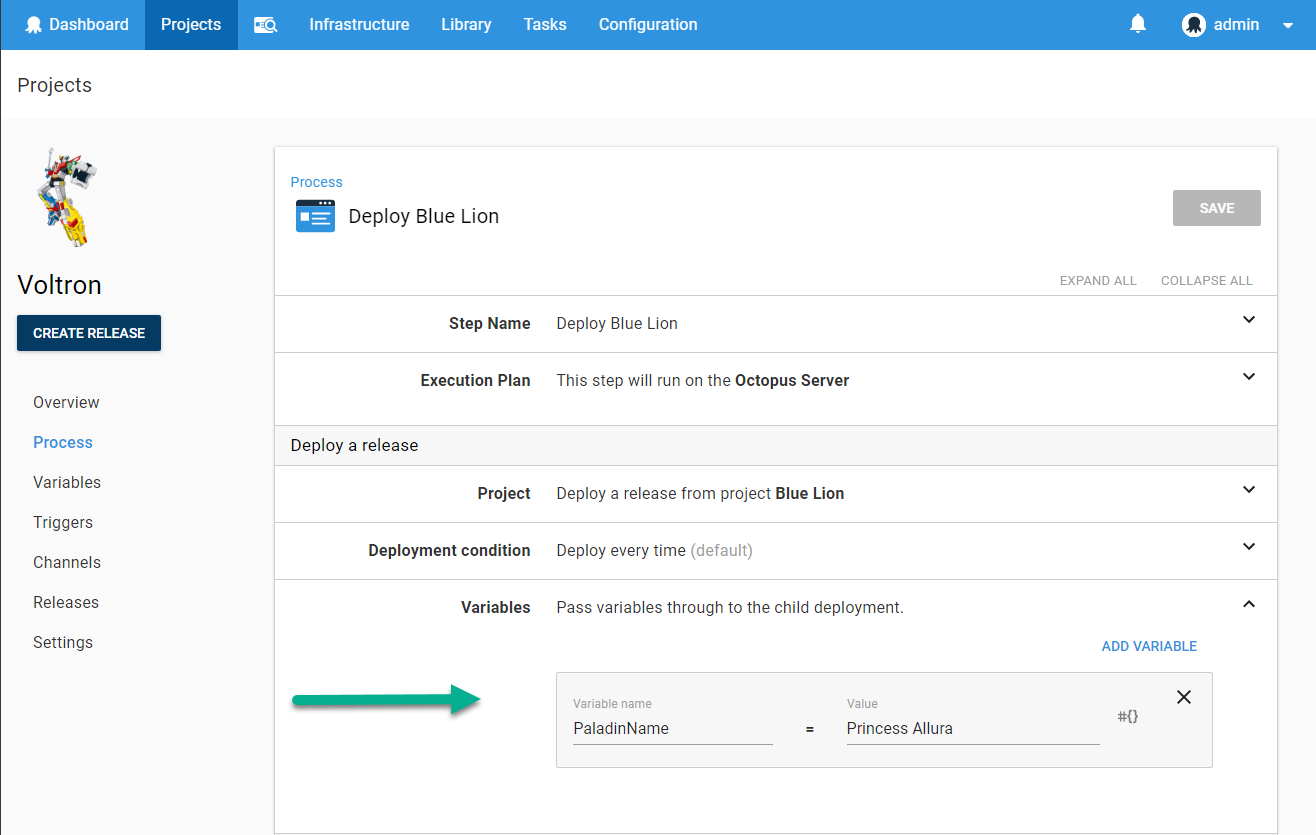 Dashboard Projects Infrastructure Library Tasks Configuration admin
Projects
Voltron
CREATE RELEASE
Overview
Process
Variables
Triggers
Channels
Releases
Settings
Process
Deploy Blue Lion
SAVE
EXPAND ALL COLLAPSE ALL
Step Name Deploy Blue Lion
Execution Plan This step will run on the Octopus Server
Deploy a release
Project Deploy a release from project Blue Lion
Deployment condition Deploy every time (default)
Variables Pass variables through to the child deployment.
ADD VARIABLE
Variable name Value
PaladinName = Princess Allura #{}